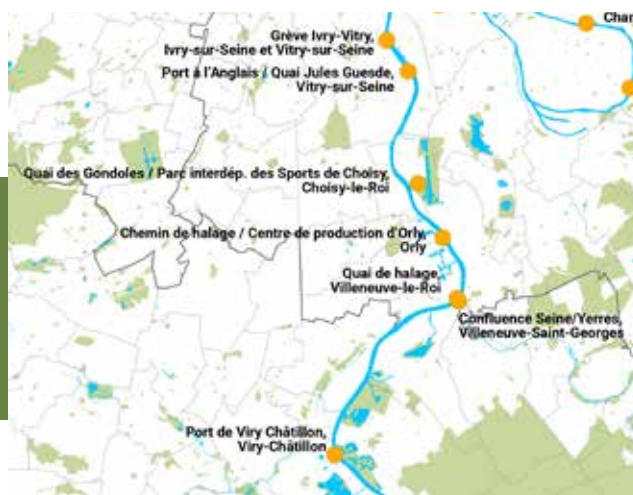 Grève Ivry-Vitry,
Ivry-sur-Seine et Vitry-sur-Seine
Char
Port à l'Anglais / Quai Jules Guesde,
Vitry-sur-Seine
Quai des Gondoles / Parc interdép. des Sports de Choisy,
Choisy-le-Roi
Chemin de halage / Centre de production d'Orly,
Orly
Quai de halage,
Villeneuve-le-Roi
Confluence Seine/Yerres,
Villeneuve-Saint-Georges
Port de Viry Châtillon,
Viry-Châtillon